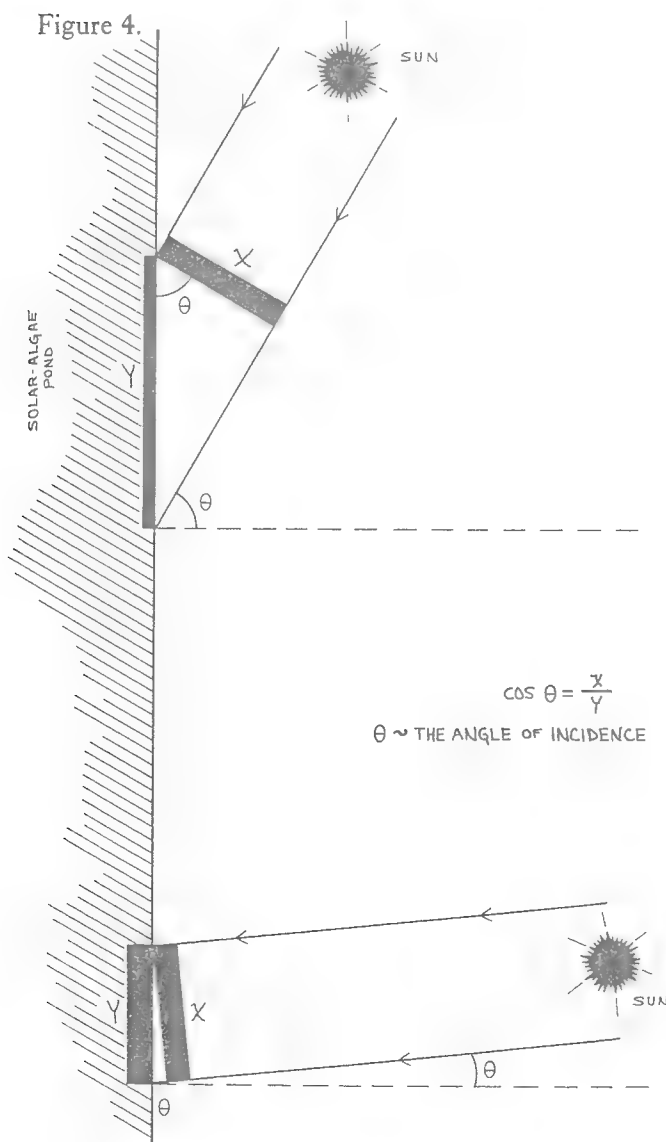 Figure 4.
SUN
X
θ
SOLAR-ALGAE
POND
Y
θ
COS θ = X/Y
θ ~ THE ANGLE OF INCIDENCE
SUN
Y
X
θ
θ